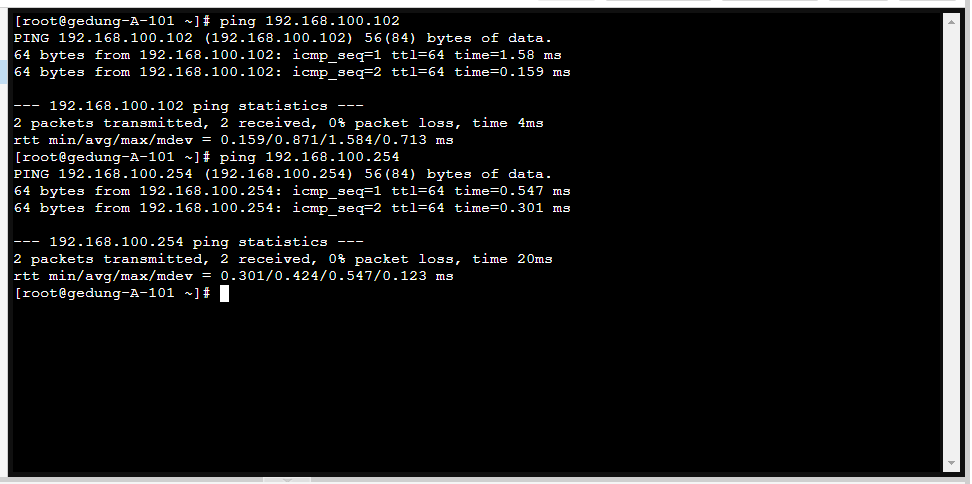 [root@gedung-A-101 ~]# ping 192.168.100.102
PING 192.168.100.102 (192.168.100.102) 56(84) bytes of data.
64 bytes from 192.168.100.102: icmp_seq=1 ttl=64 time=1.58 ms
64 bytes from 192.168.100.102: icmp_seq=2 ttl=64 time=0.159 ms

--- 192.168.100.102 ping statistics ---
2 packets transmitted, 2 received, 0% packet loss, time 4ms
rtt min/avg/max/mdev = 0.159/0.871/1.584/0.713 ms
[root@gedung-A-101 ~]# ping 192.168.100.254
PING 192.168.100.254 (192.168.100.254) 56(84) bytes of data.
64 bytes from 192.168.100.254: icmp_seq=1 ttl=64 time=0.547 ms
64 bytes from 192.168.100.254: icmp_seq=2 ttl=64 time=0.301 ms

--- 192.168.100.254 ping statistics ---
2 packets transmitted, 2 received, 0% packet loss, time 20ms
rtt min/avg/max/mdev = 0.301/0.424/0.547/0.123 ms
[root@gedung-A-101 ~]#